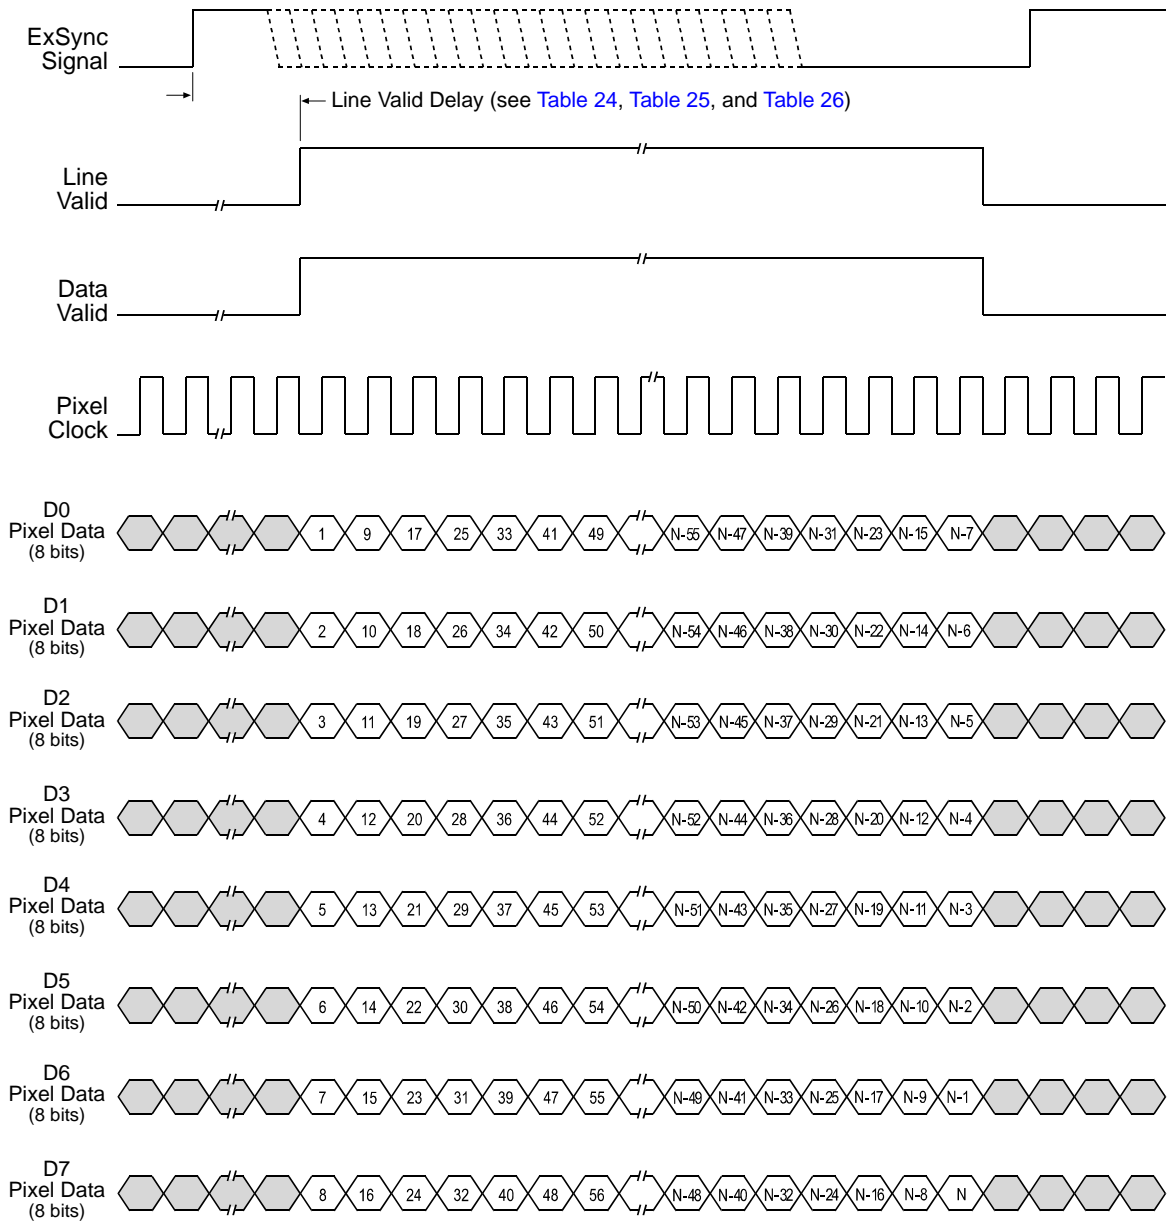 ExSync
Signal
Line Valid Delay (see Table 24, Table 25, and Table 26)
Line
Valid
Data
Valid
Pixel
Clock
D0
Pixel Data
(8 bits)
1 9 17 25 33 41 49 N-55 N-47 N-39 N-31 N-23 N-15 N-7
D1
Pixel Data
(8 bits)
2 10 18 26 34 42 50 N-54 N-46 N-38 N-30 N-22 N-14 N-6
D2
Pixel Data
(8 bits)
3 11 19 27 35 43 51 N-53 N-45 N-37 N-29 N-21 N-13 N-5
D3
Pixel Data
(8 bits)
4 12 20 28 36 44 52 N-52 N-44 N-36 N-28 N-20 N-12 N-4
D4
Pixel Data
(8 bits)
5 13 21 29 37 45 53 N-51 N-43 N-35 N-27 N-19 N-11 N-3
D5
Pixel Data
(8 bits)
6 14 22 30 38 46 54 N-50 N-42 N-34 N-26 N-18 N-10 N-2
D6
Pixel Data
(8 bits)
7 15 23 31 39 47 55 N-49 N-41 N-33 N-25 N-17 N-9 N-1
D7
Pixel Data
(8 bits)
8 16 24 32 40 48 56 N-48 N-40 N-32 N-24 N-16 N-8 N